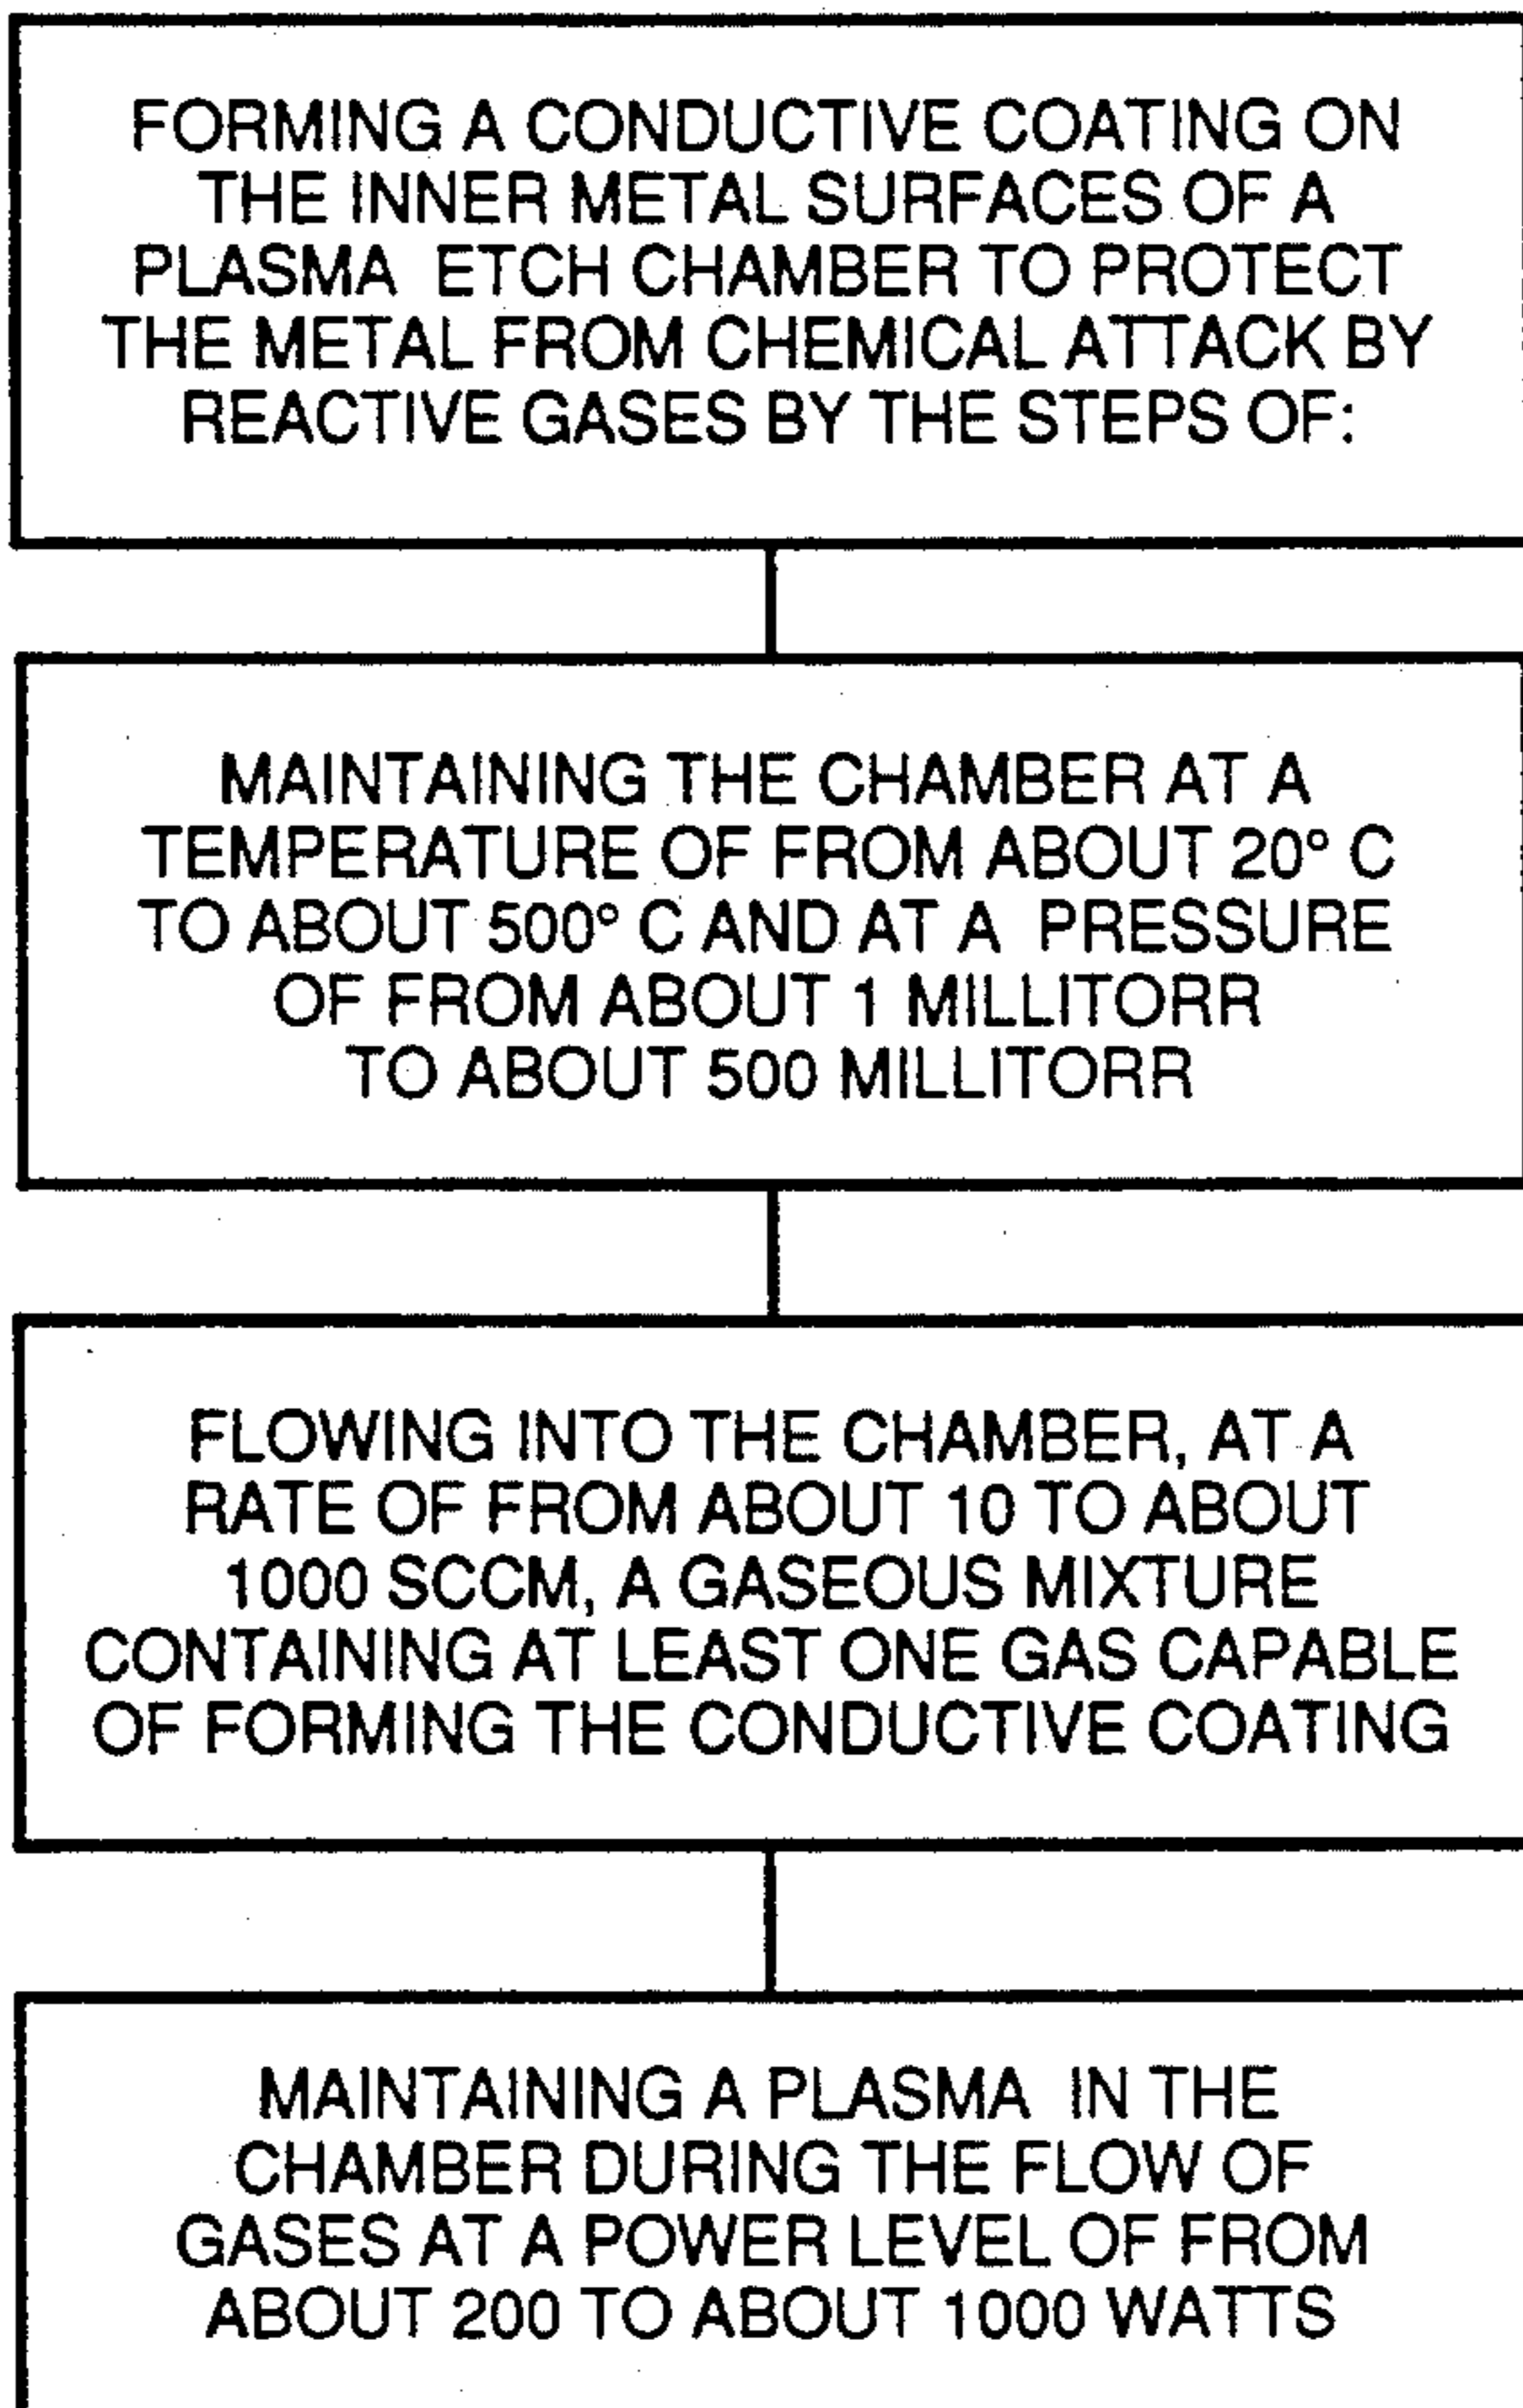 FORMING A CONDUCTIVE COATING ON
THE INNER METAL SURFACES OF A
PLASMA ETCH CHAMBER TO PROTECT
THE METAL FROM CHEMICAL ATTACK BY
REACTIVE GASES BY THE STEPS OF:
MAINTAINING THE CHAMBER AT A
TEMPERATURE OF FROM ABOUT 20° C
TO ABOUT 500° C AND AT A PRESSURE
OF FROM ABOUT 1 MILLITORR
TO ABOUT 500 MILLITORR
FLOWING INTO THE CHAMBER, AT A
RATE OF FROM ABOUT 10 TO ABOUT
1000 SCCM, A GASEOUS MIXTURE
CONTAINING AT LEAST ONE GAS CAPABLE
OF FORMING THE CONDUCTIVE COATING
MAINTAINING A PLASMA IN THE
CHAMBER DURING THE FLOW OF
GASES AT A POWER LEVEL OF FROM
ABOUT 200 TO ABOUT 1000 WATTS